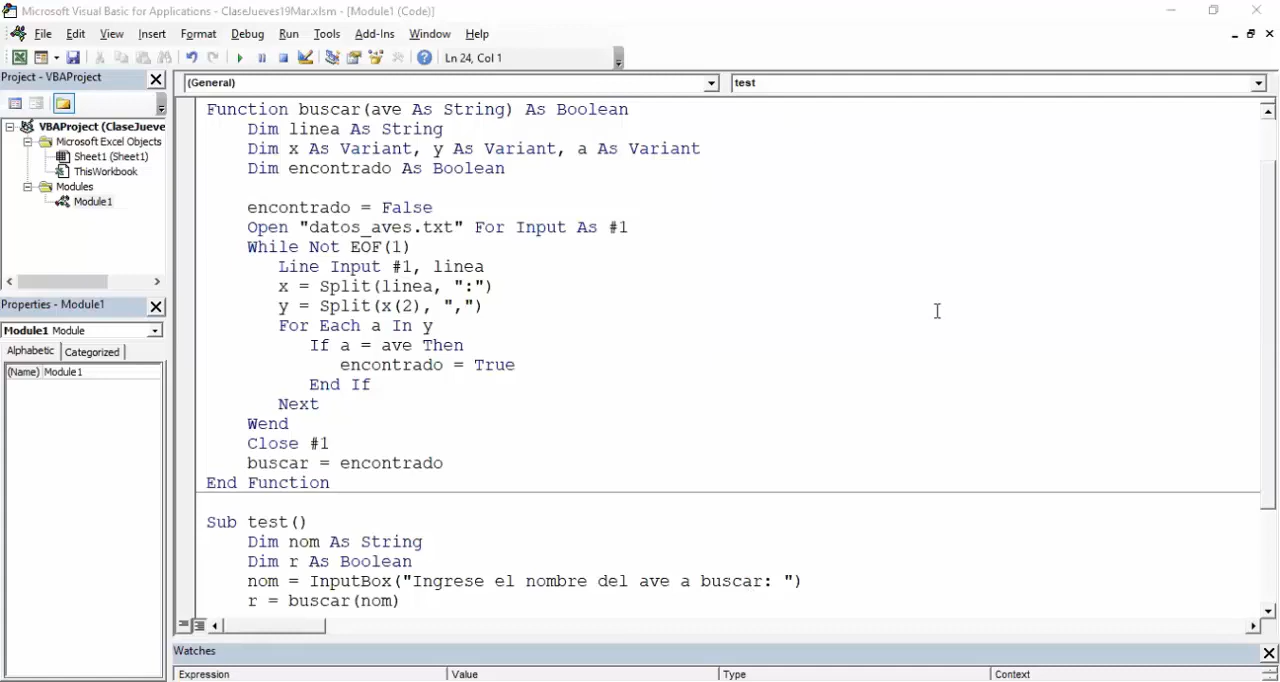 Microsoft Visual Basic for Applications - ClaseJueves19Mar.xlsm - [Module1 (Code)]
File Edit View Insert Format Debug Run Tools Add-Ins Window Help
Ln 24, Col 1
Project - VBAProject
(General) test
VBAProject (ClaseJueve
Microsoft Excel Objects
Sheet1 (Sheet1)
ThisWorkbook
Modules
Module1
Properties - Module1
Module1 Module
Alphabetic Categorized
(Name) Module1
Function buscar(ave As String) As Boolean
Dim linea As String
Dim x As Variant, y As Variant, a As Variant
Dim encontrado As Boolean
encontrado = False
Open "datos_aves.txt" For Input As #1
While Not EOF(1)
Line Input #1, linea
x = Split(linea, ":")
y = Split(x(2), ",")
For Each a In y
If a = ave Then
encontrado = True
End If
Next
Wend
Close #1
buscar = encontrado
End Function
Sub test()
Dim nom As String
Dim r As Boolean
nom = InputBox("Ingrese el nombre del ave a buscar: ")
r = buscar(nom)
Watches
Expression Value Type Context